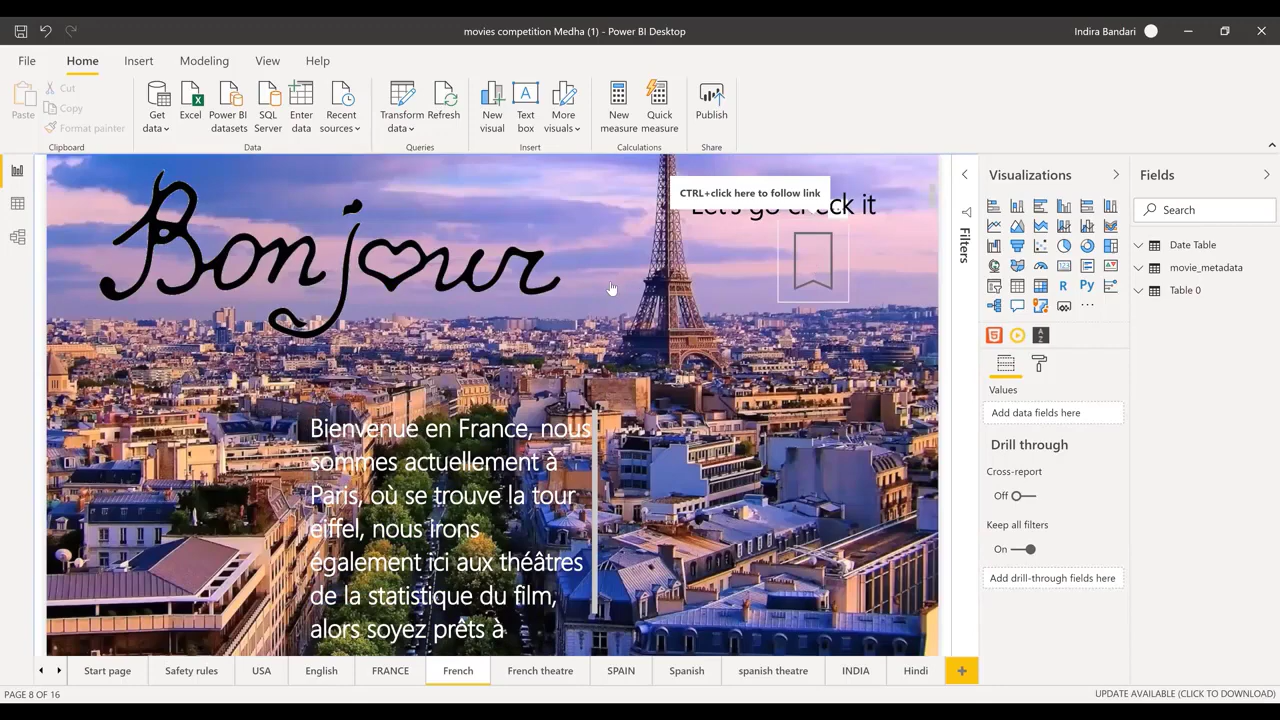 movies competition Medha (1) - Power BI Desktop
Indira Bandari
File
Home
Insert
Modeling
View
Help
Paste
Cut
Copy
Format painter
Clipboard
Get data
Excel
Power BI datasets
SQL Server
Enter data
Recent sources
Data
Transform data
Refresh
Queries
New visual
Text box
More visuals
Insert
New measure
Quick measure
Calculations
Publish
Share
Bonjour
CTRL+click here to follow link
Let's go check it
Bienvenue en France, nous
sommes actuellement à
Paris, où se trouve la tour
eiffel, nous irons
également ici aux théâtres
de la statistique du film,
alors soyez prêts à
Filters
Visualizations
R
Py
Values
Add data fields here
Drill through
Cross-report
Off
Keep all filters
On
Add drill-through fields here
Fields
Search
Date Table
movie_metadata
Table 0
Start page
Safety rules
USA
English
FRANCE
French
French theatre
SPAIN
Spanish
spanish theatre
INDIA
Hindi
PAGE 8 OF 16
UPDATE AVAILABLE (CLICK TO DOWNLOAD)